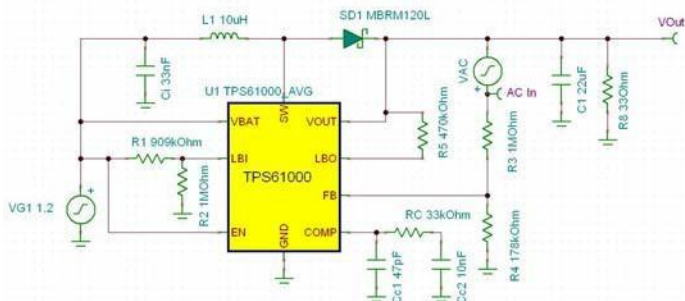 L1 10uH
SD1 MBRM120L
VOut
Ci 33nF
U1 TPS61000_AVG
SW
VAC
+
AC In
C1 22uF
R8 33Ohm
VBAT
VOUT
R5 470kOhm
R1 909kOhm
LBI
LBO
TPS61000
R3 1MOhm
R2 1MOhm
FB
VG1 1.2
+
EN
COMP
GND
RC 33kOhm
R4 178kOhm
Cc1 47pF
Cc2 10nF